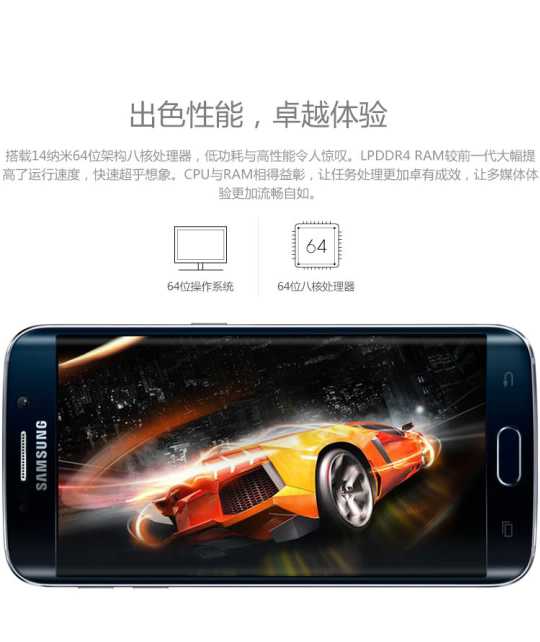 出色性能，卓越体验
搭载14纳米64位架构八核处理器，低功耗与高性能令人惊叹。LPDDR4 RAM较前一代大幅提
高了运行速度，快速超乎想象。CPU与RAM相得益彰，让任务处理更加卓有成效，让多媒体体
验更加流畅自如。
64
64位操作系统
64位八核处理器
SAMSUNG